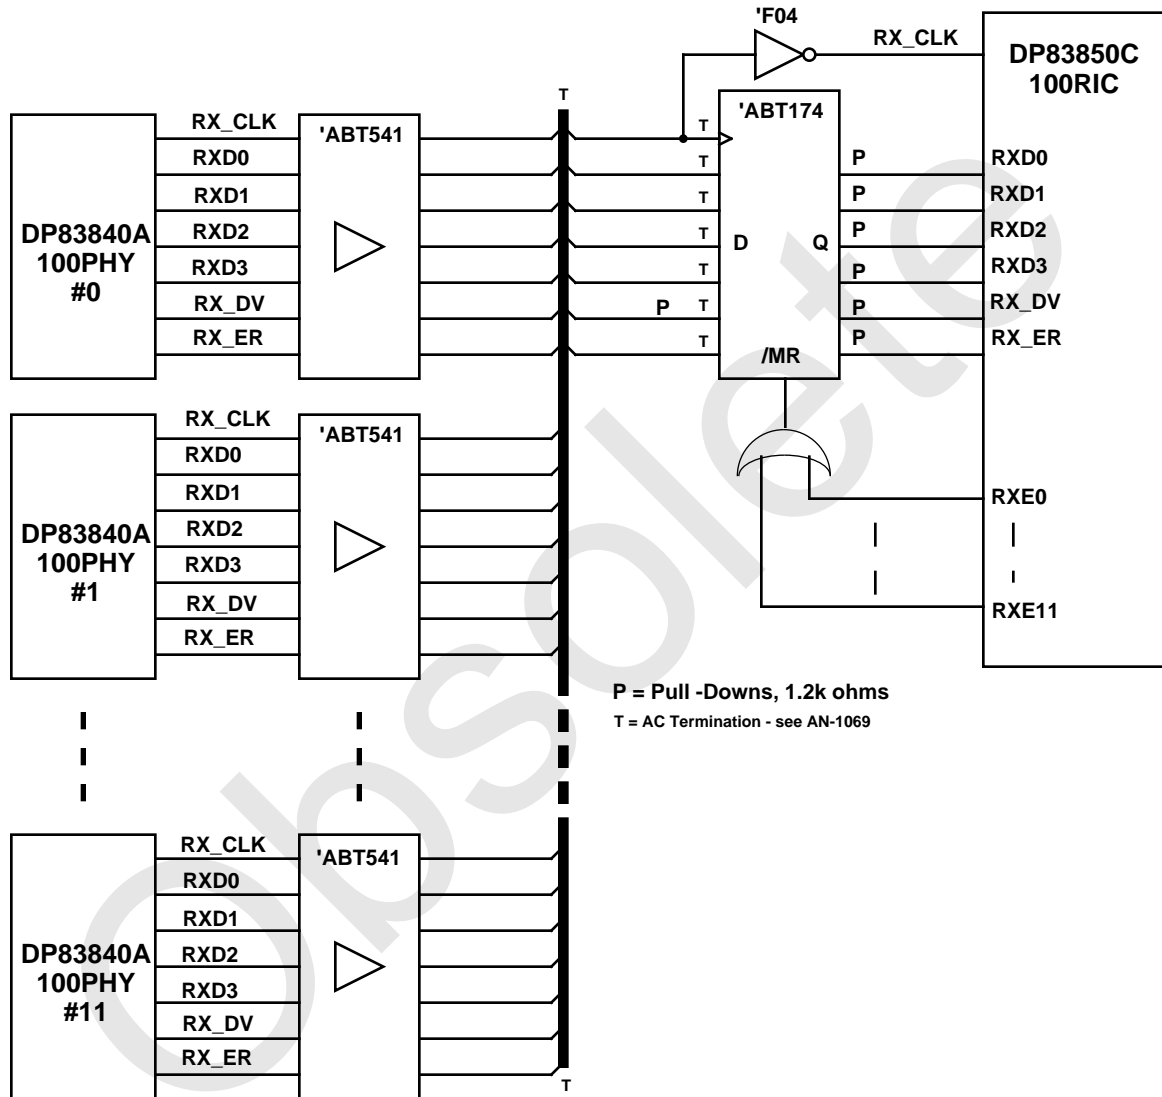 'F04
RX_CLK
DP83850C
100RIC
T
'ABT174
RX_CLK
'ABT541
T
RXD0
T
P
RXD0
RXD1
T
P
RXD1
DP83840A
100PHY
#0
RXD2
T
D
Q
P
RXD2
RXD3
T
P
RXD3
RX_DV
P
T
P
RX_DV
RX_ER
T
P
RX_ER
/MR
RX_CLK
'ABT541
RXD0
RXD1
DP83840A
100PHY
#1
RXD2
RXD3
RX_DV
RX_ER
RXE0
RXE11
P = Pull -Downs, 1.2k ohms
T = AC Termination - see AN-1069
RX_CLK
'ABT541
RXD0
RXD1
DP83840A
100PHY
#11
RXD2
RXD3
RX_DV
RX_ER
T
Obsolete